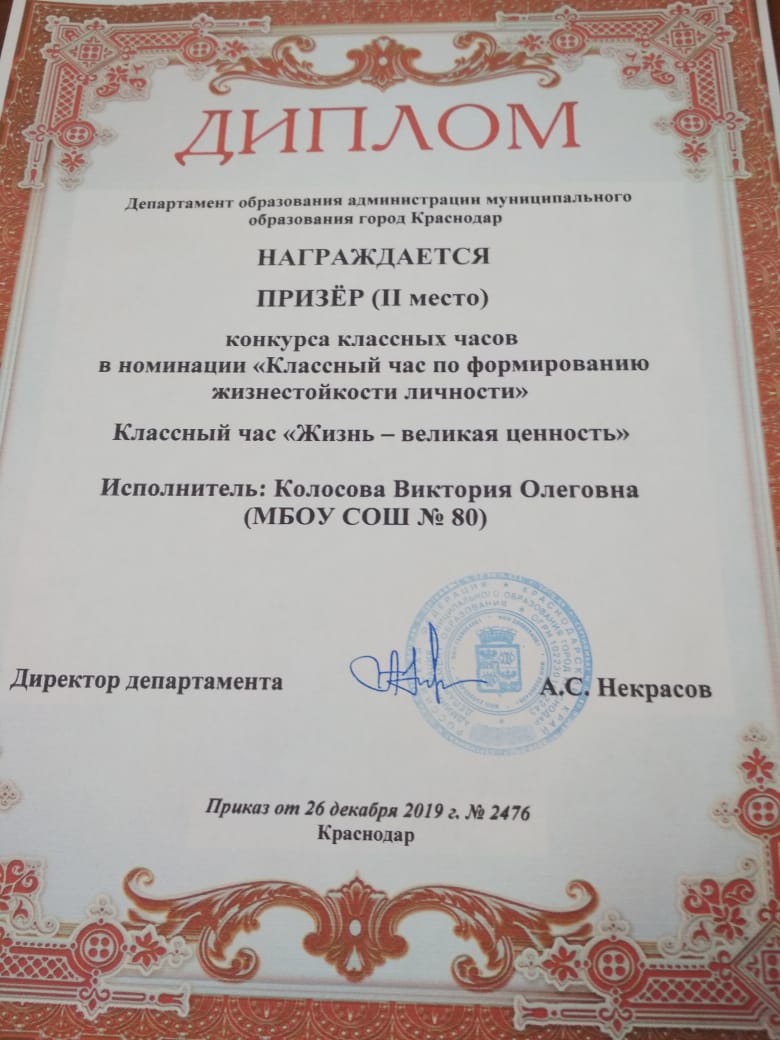 ДИПЛОМ
Департамент образования администрации муниципального
образования город Краснодар
НАГРАЖДАЕТСЯ
ПРИЗЁР (II место)
конкурса классных часов
в номинации «Классный час по формированию
жизнестойкости личности»
Классный час «Жизнь – великая ценность»
Исполнитель: Колосова Виктория Олеговна
(МБОУ СОШ № 80)
Директор департамента
А.С. Некрасов
Приказ от 26 декабря 2019 г. № 2476
Краснодар